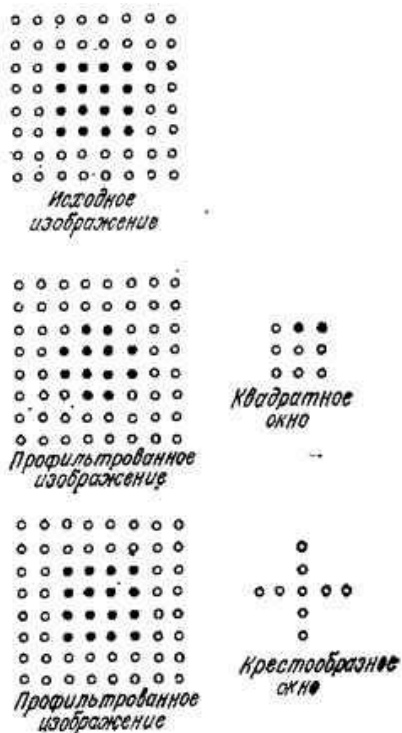 Исходное
изображение
Профильтрованное
изображение
Квадратное
окно
Профильтрованное
изображение
Крестообразное
окно